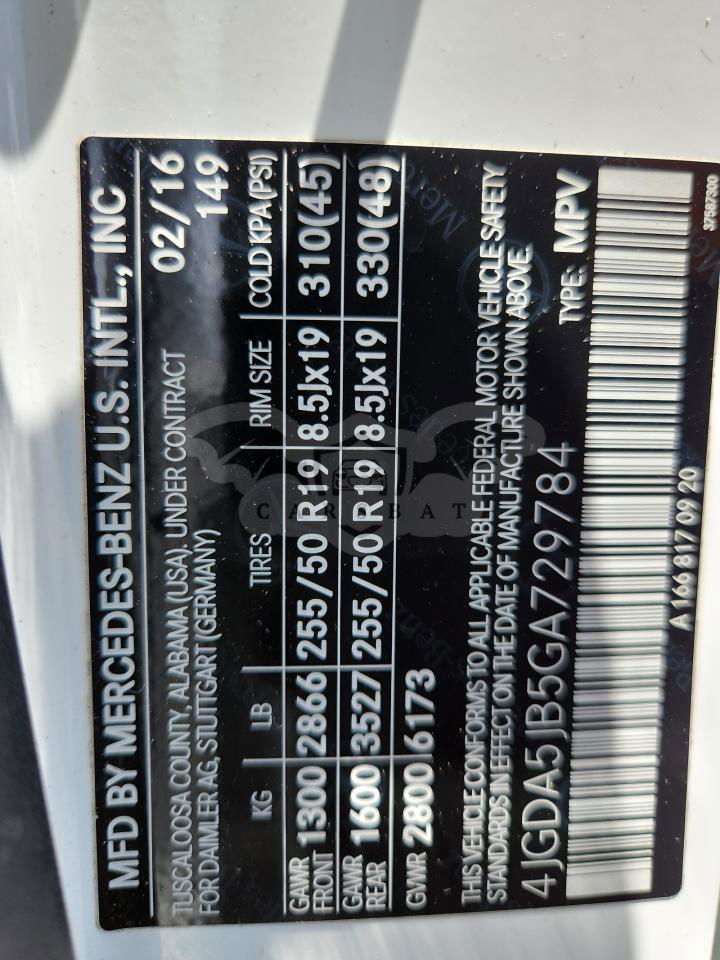 MFD BY MERCEDES-BENZ U.S. INTL., INC
TUSCALOOSA COUNTY, ALABAMA (USA). UNDER CONTRACT 02/16
FOR DAIMLER AG, STUTTGART (GERMANY) 149
KG LB TIRES RIM SIZE COLD KPA(PSI)
GAWR FRONT 1300 2866 255/50 R19 8.5Jx19 310(45)
GAWR REAR 1600 3527 255/50 R19 8.5Jx19 330(48)
GVWR 2800 6173
THIS VEHICLE CONFORMS TO ALL APPLICABLE FEDERAL MOTOR VEHICLE SAFETY
STANDARDS IN EFFECT ON THE DATE OF MANUFACTURE SHOWN ABOVE.
4JGDA5JB5GA729784 TYPE: MPV
A 166 817 09 20 37587300
CAR BAT